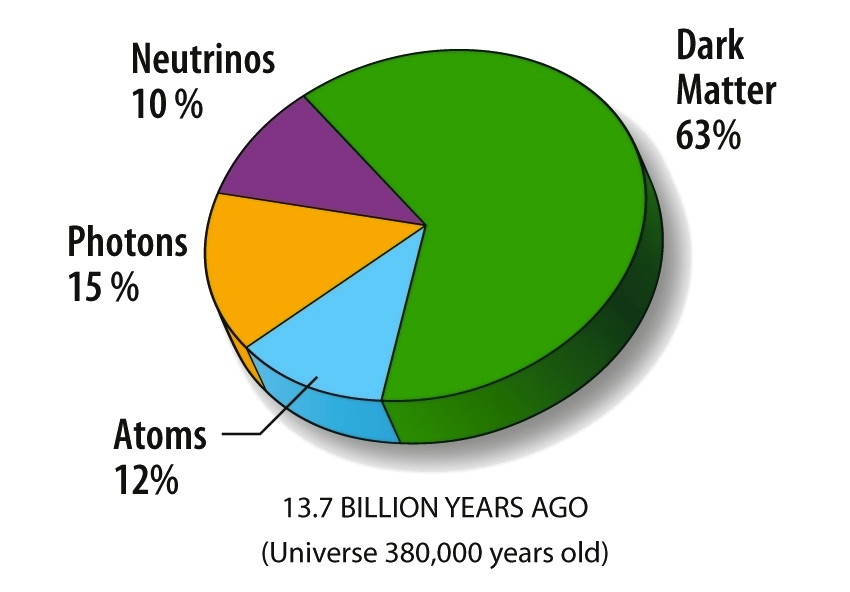 Neutrinos
10 %
Dark
Matter
63%
Photons
15 %
Atoms
12%
13.7 BILLION YEARS AGO
(Universe 380,000 years old)